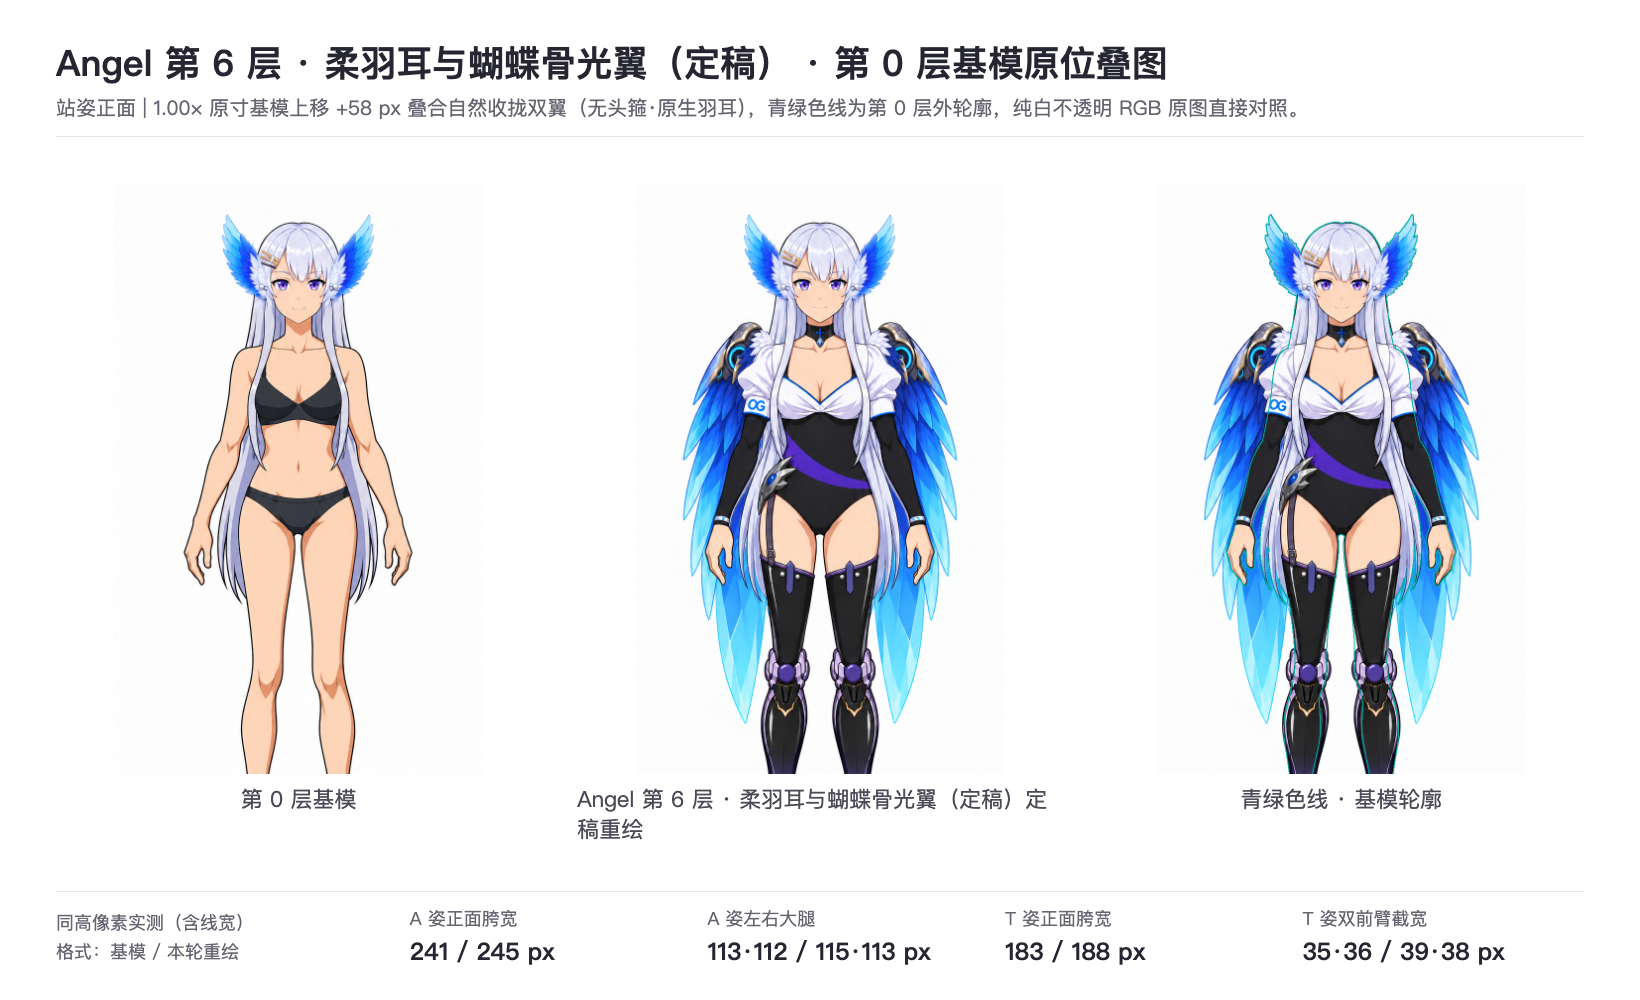 Angel 第 6 层 · 柔羽耳与蝴蝶骨光翼（定稿） · 第 0 层基模原位叠图
站姿正面 | 1.00× 原寸基模上移 +58 px 叠合自然收拢双翼（无头箍·原生羽耳），青绿色线为第 0 层外轮廓，纯白不透明 RGB 原图直接对照。
OG
OG
第 0 层基模
Angel 第 6 层 · 柔羽耳与蝴蝶骨光翼（定稿）定
稿重绘
青绿色线 · 基模轮廓
同高像素实测（含线宽）
格式：基模 / 本轮重绘
A 姿正面胯宽
241 / 245 px
A 姿左右大腿
113·112 / 115·113 px
T 姿正面胯宽
183 / 188 px
T 姿双前臂截宽
35·36 / 39·38 px